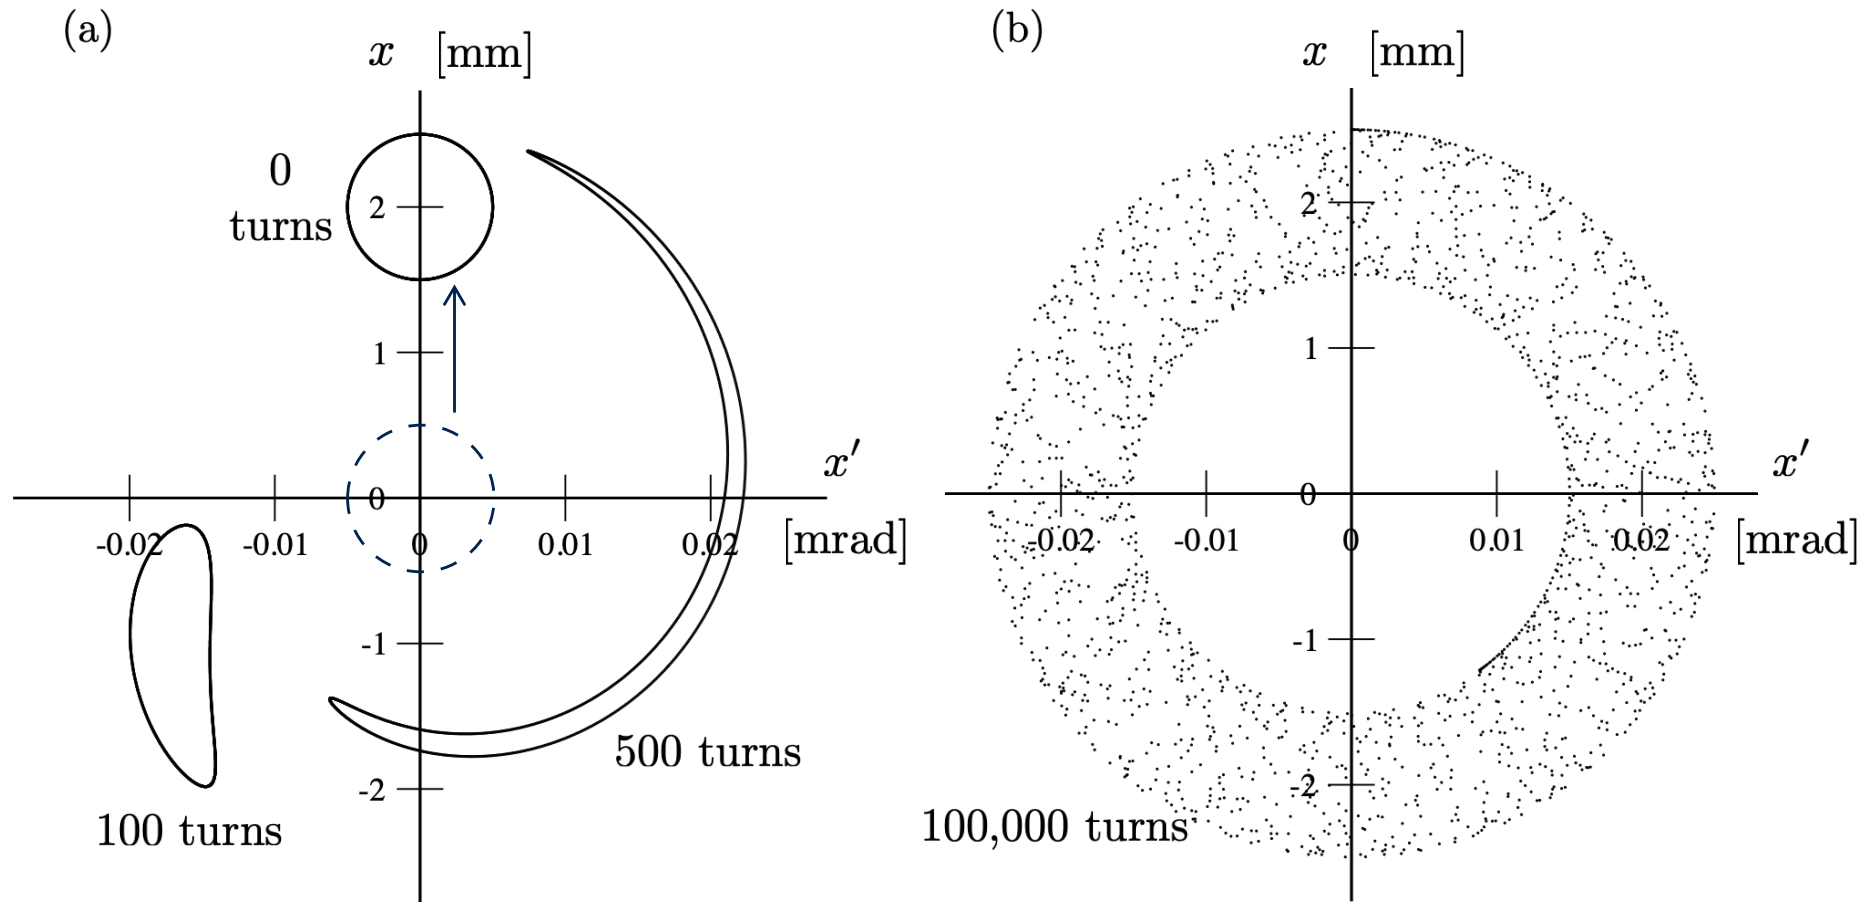 (a)
x [mm]
0
turns
2
1
0
x′
-0.02 -0.01 0 0.01 0.02 [mrad]
-1
500 turns
-2
100 turns
(b)
x [mm]
2
1
0
x′
-0.02 -0.01 0 0.01 0.02 [mrad]
-1
-2
100,000 turns